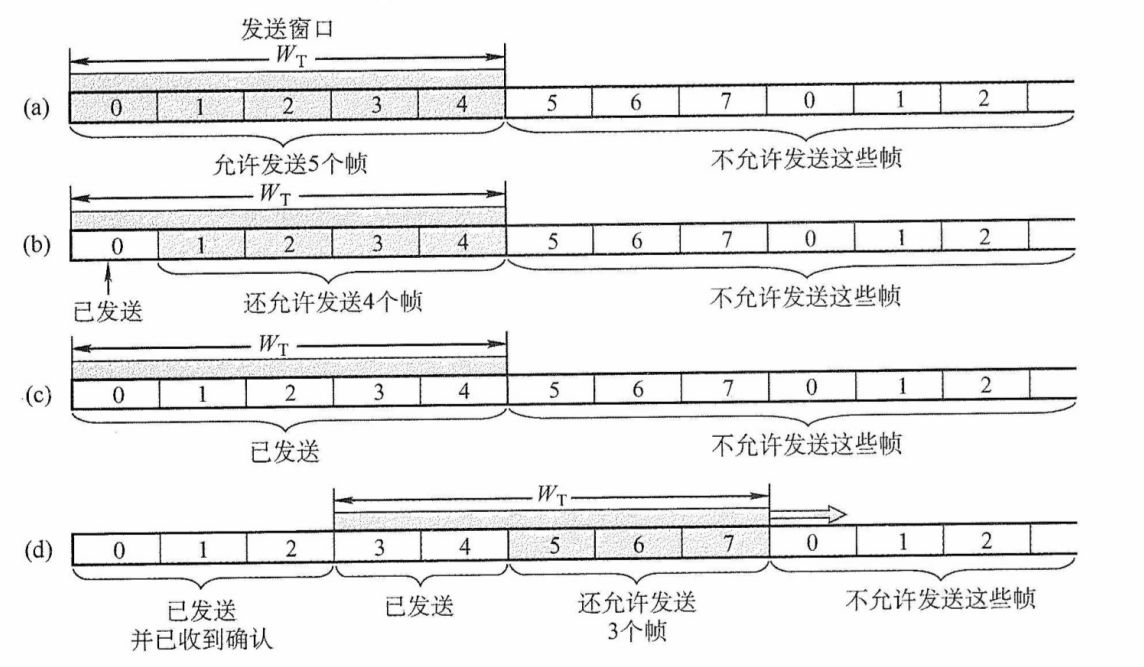 发送窗口
W_T
(a) 0 1 2 3 4 5 6 7 0 1 2
允许发送5个帧 不允许发送这些帧
W_T
(b) 0 1 2 3 4 5 6 7 0 1 2
已发送 还允许发送4个帧 不允许发送这些帧
W_T
(c) 0 1 2 3 4 5 6 7 0 1 2
已发送 不允许发送这些帧
W_T
(d) 0 1 2 3 4 5 6 7 0 1 2
已发送 已发送 还允许发送 不允许发送这些帧
并已收到确认 3个帧